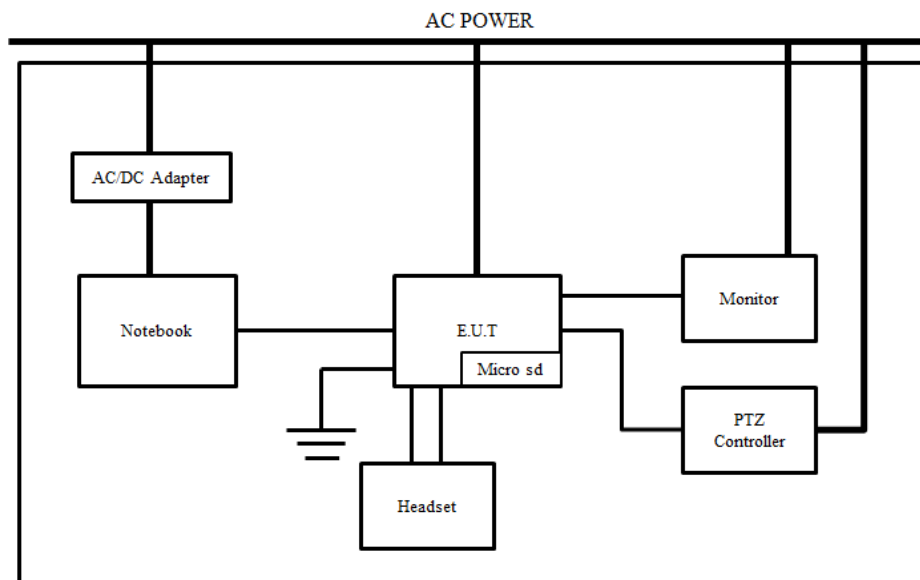 AC POWER
AC/DC Adapter
Notebook
E.U.T
Micro sd
Monitor
PTZ
Controller
Headset